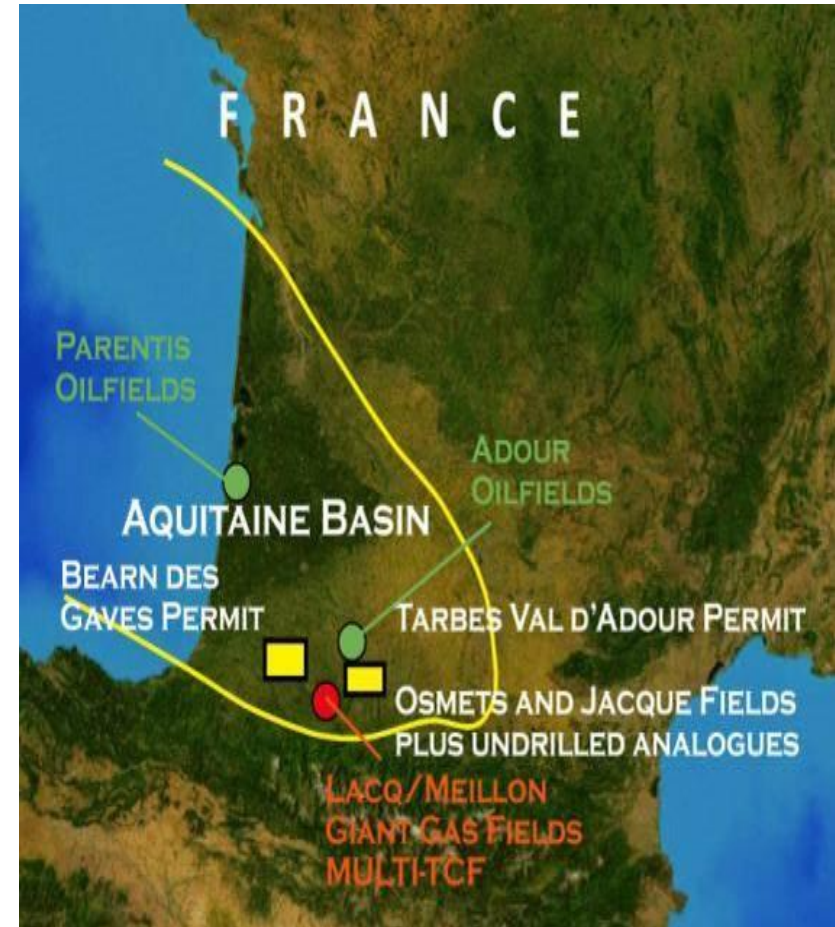 FRANCE
PARENTIS
OILFIELDS
ADOUR
OILFIELDS
AQUITAINE BASIN
BEARN DES
GAVES PERMIT
TARBES VAL D'ADOUR PERMIT
OSMETS AND JACQUE FIELDS
PLUS UNDRILLED ANALOGUES
LACQ/MEILLON
GIANT GAS FIELDS
MULTI-TCF